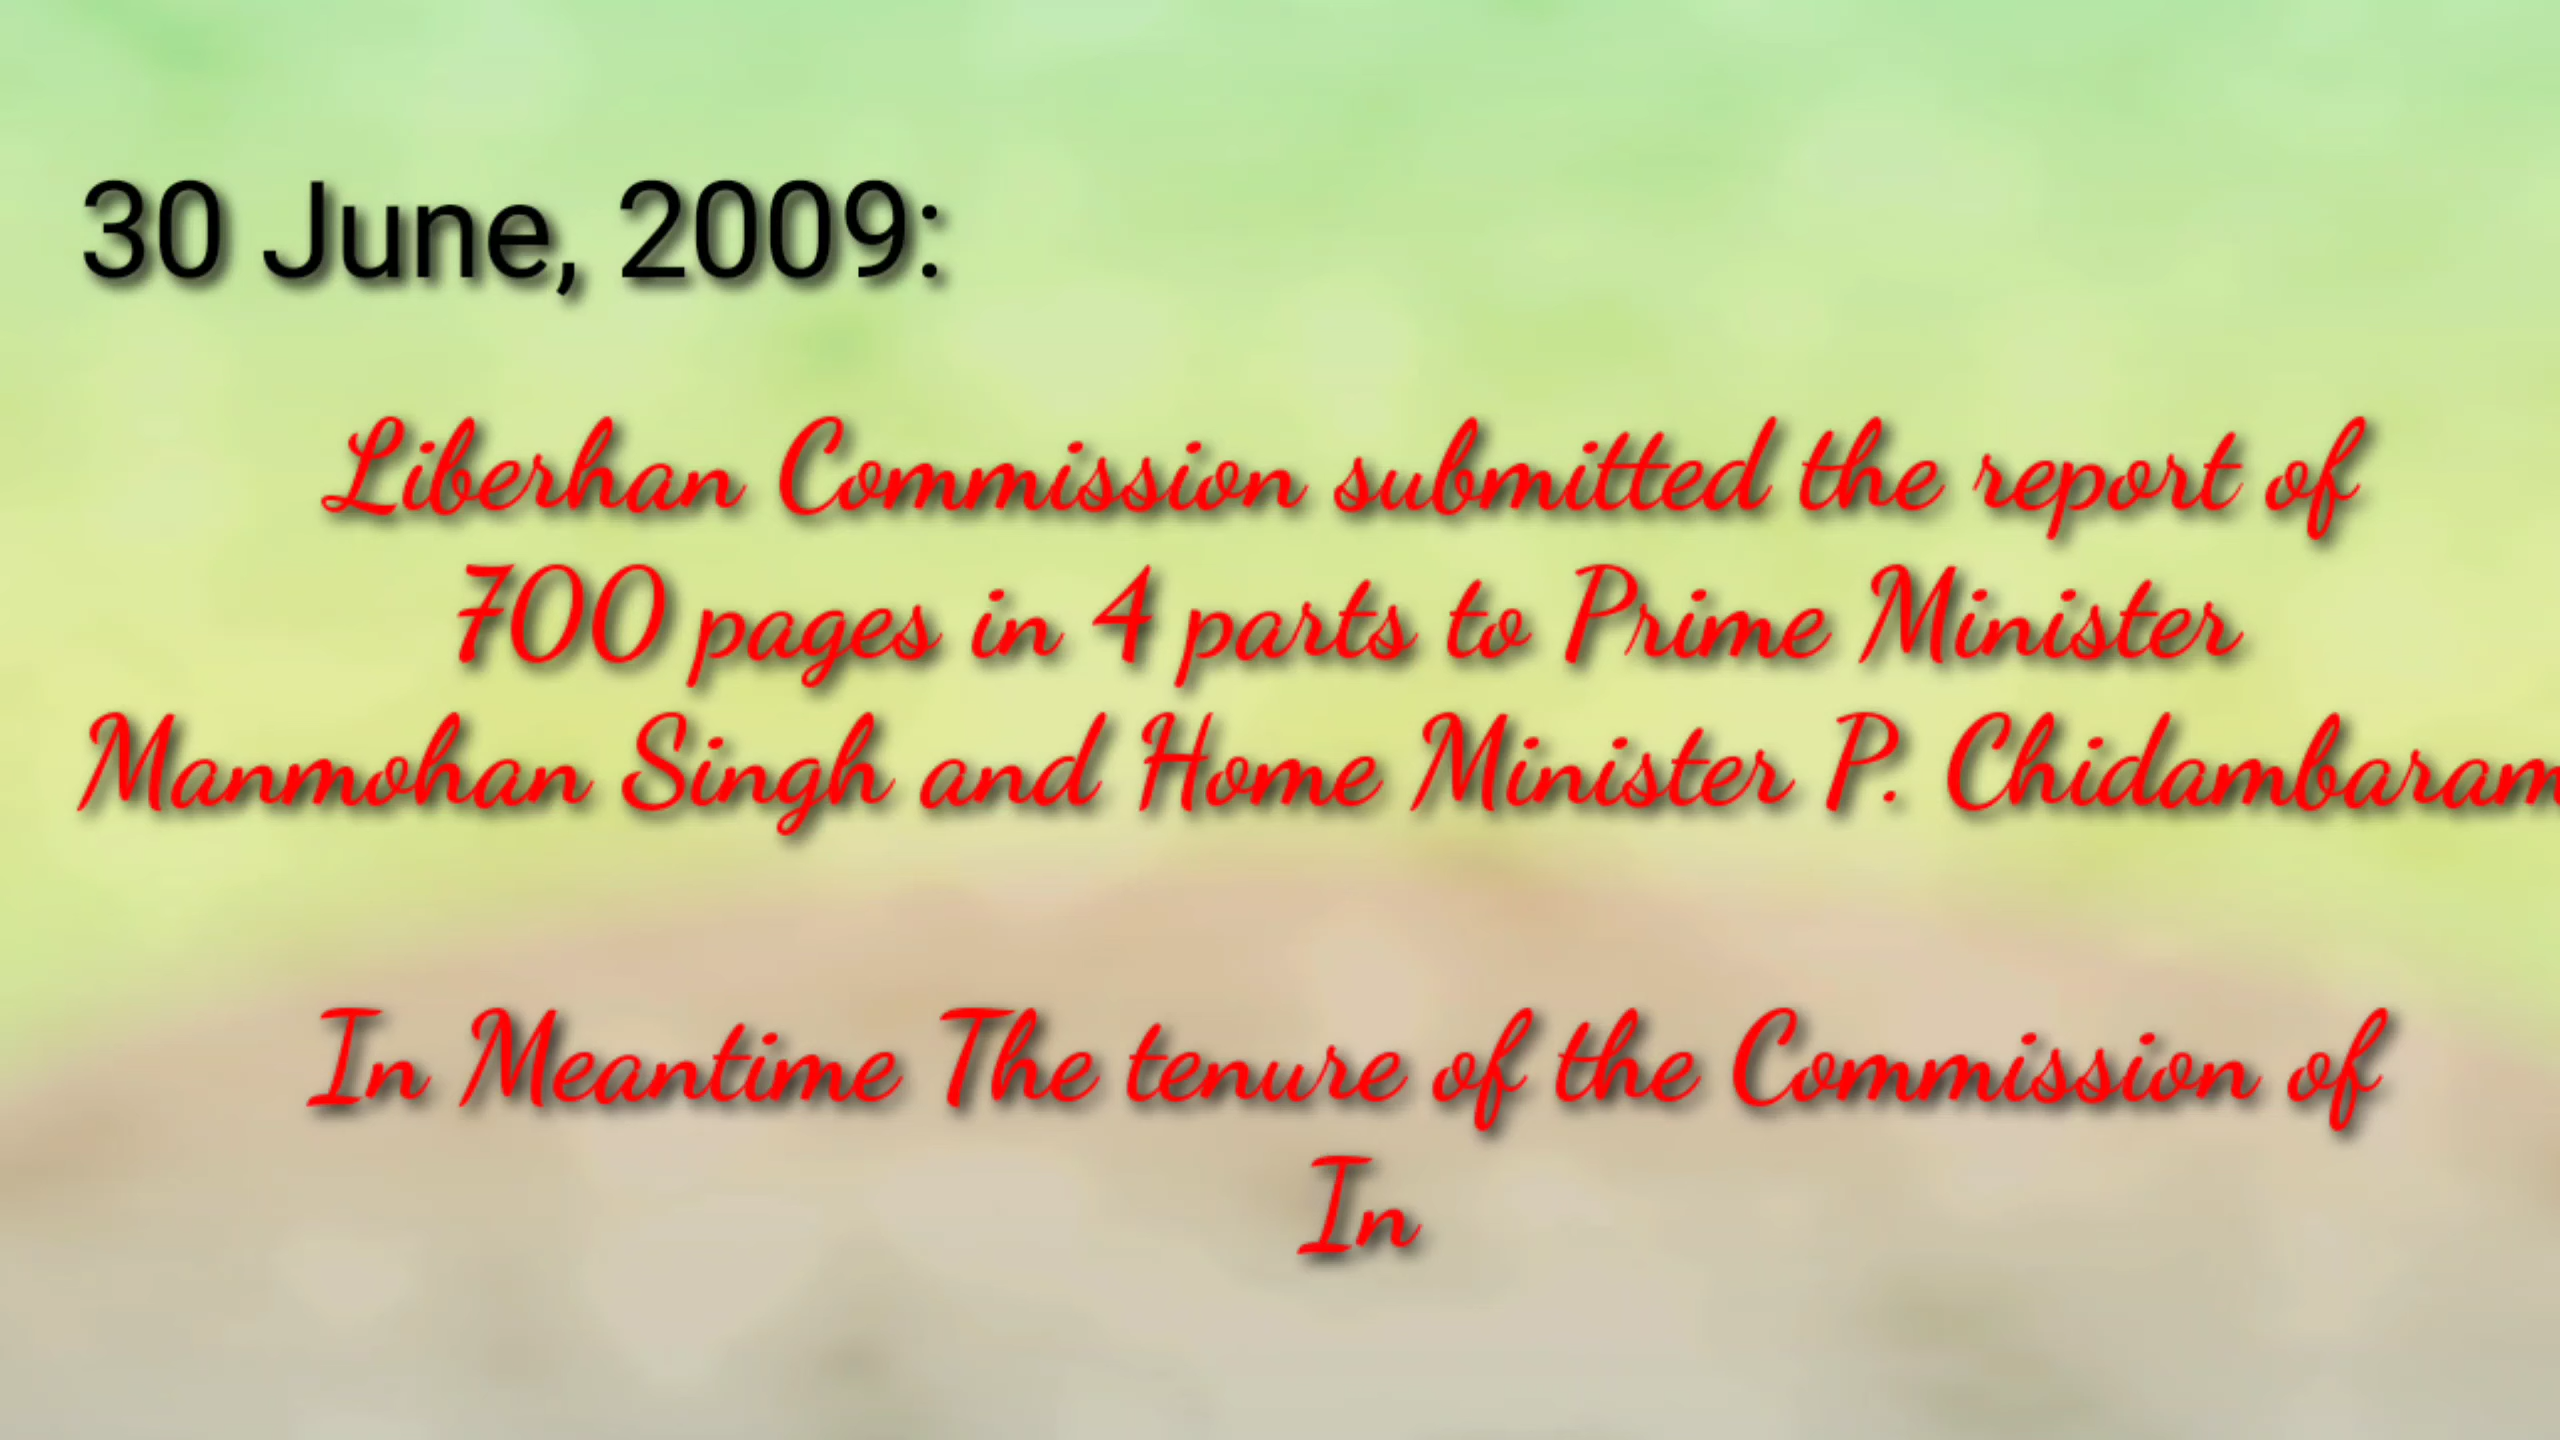 30 June, 2009:
Liberhan Commission submitted the report of
700 pages in 4 parts to Prime Minister
Manmohan Singh and Home Minister P. Chidambaram
In Meantime The tenure of the Commission of
In